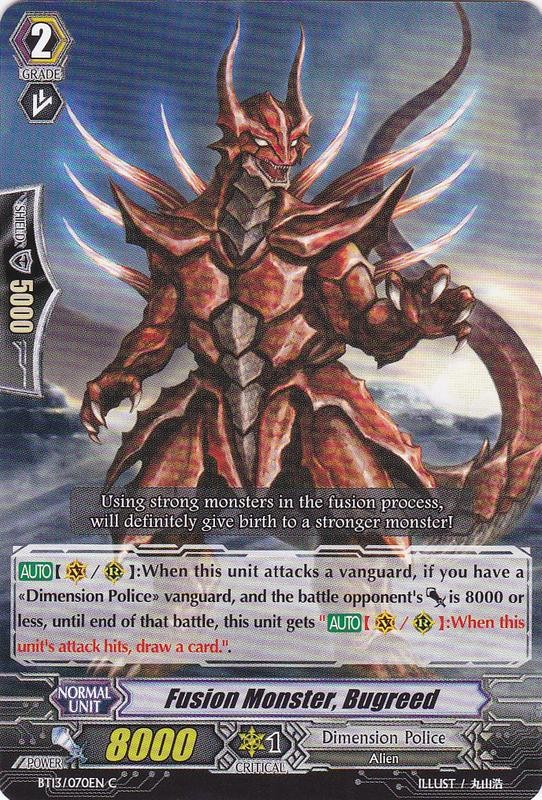 2
GRADE
SHIELD
5000
Using strong monsters in the fusion process,
will definitely give birth to a stronger monster!
AUTO【 V / R 】:When this unit attacks a vanguard, if you have a
«Dimension Police» vanguard, and the battle opponent's is 8000 or
less, until end of that battle, this unit gets "AUTO【 V / R 】:When this
unit's attack hits, draw a card.".
NORMAL
UNIT
Fusion Monster, Bugreed
POWER
8000
1
CRITICAL
Dimension Police
Alien
BT13/070EN C
ILLUST / 丸山浩